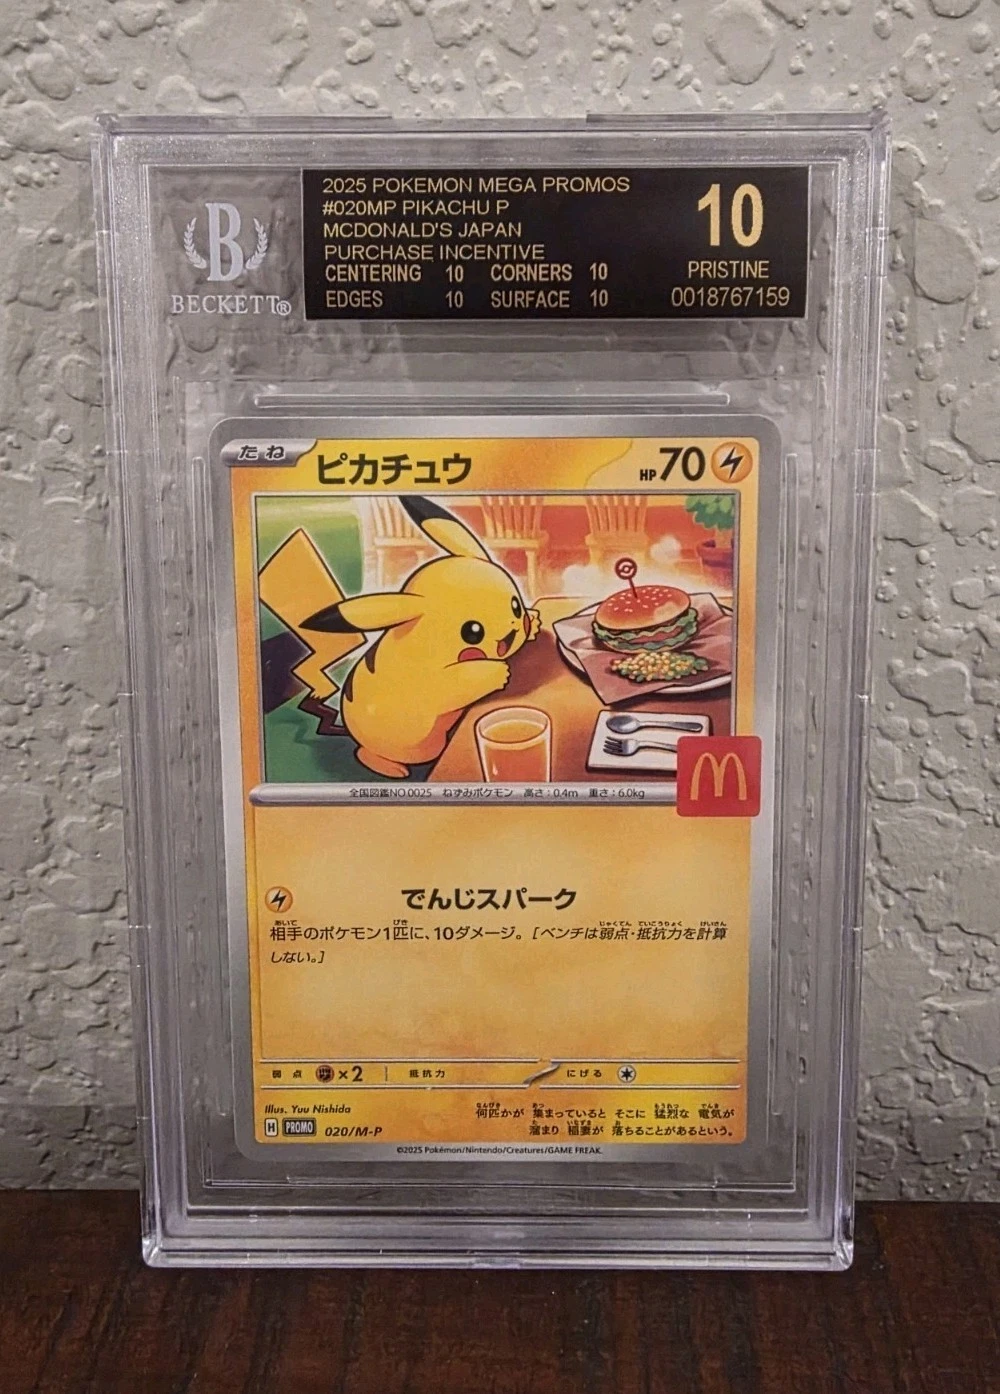 2025 POKEMON MEGA PROMOS
#020MP PIKACHU P
MCDONALD'S JAPAN
PURCHASE INCENTIVE
CENTERING 10 CORNERS 10
EDGES 10 SURFACE 10
10
PRISTINE
0018767159
B
BECKETT®
たね
ピカチュウ
HP70
全国図鑑NO.0025 ねずみポケモン 高さ:0.4m 重さ:6.0kg
でんじスパーク
相手のポケモン1匹に、10ダメージ。[ベンチは弱点・抵抗力を計算
しない。]
弱点 ×2 抵抗力 にげる
Illus. Yuu Nishida
H PROMO 020/M-P
何匹かが 集まっていると そこに 猛烈な 電気が
溜まり 稲妻が 落ちることがあるという。
©2025 Pokémon/Nintendo/Creatures/GAME FREAK.